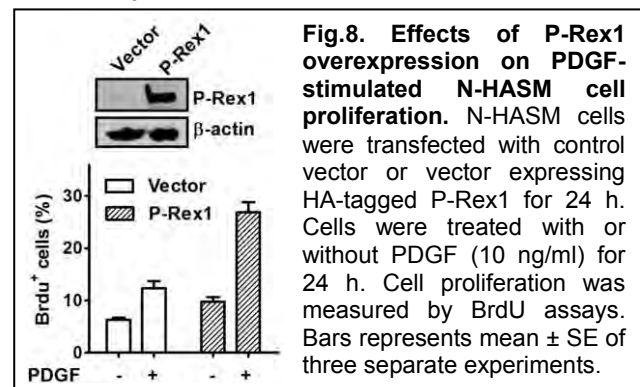 Vector
P-Rex1
P-Rex1
β-actin
30
20
10
0
Brdu⁺ cells (%)
Vector
P-Rex1
PDGF - + - +
Fig.8. Effects of P-Rex1
overexpression on PDGF-
stimulated N-HASM cell
proliferation. N-HASM cells
were transfected with control
vector or vector expressing
HA-tagged P-Rex1 for 24 h.
Cells were treated with or
without PDGF (10 ng/ml) for
24 h. Cell proliferation was
measured by BrdU assays.
Bars represents mean ± SE of
three separate experiments.